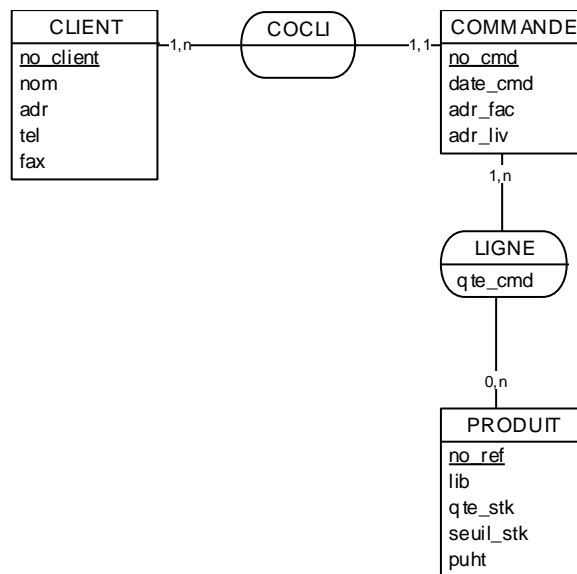 CLIENT
no_client
nom
adr
tel
fax
1,n
COCLI
1,1
COMMANDE
no_cmd
date_cmd
adr_fac
adr_liv
1,n
LIGNE
qte_cmd
0,n
PRODUIT
no_ref
lib
qte_stk
seuil_stk
puht